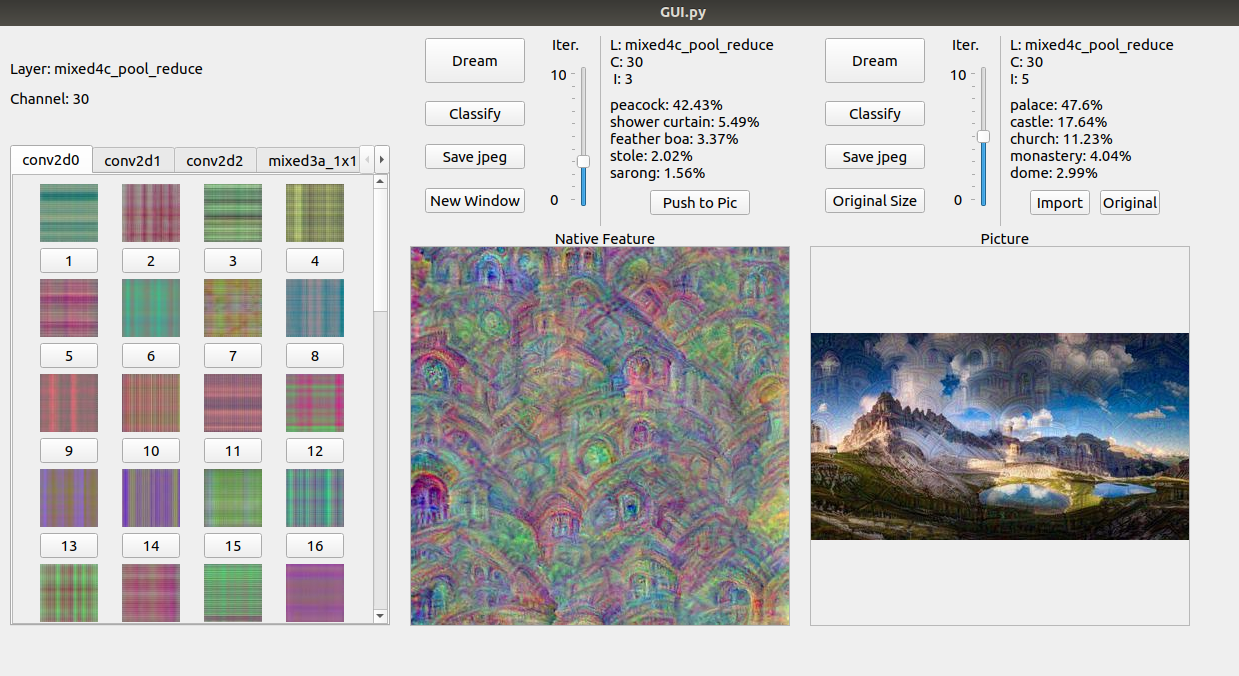 GUI.py
Layer: mixed4c_pool_reduce
Channel: 30
conv2d0 conv2d1 conv2d2 mixed3a_1x1
1 2 3 4
5 6 7 8
9 10 11 12
13 14 15 16
Dream
Classify
Save jpeg
New Window
Iter.
10
0
L: mixed4c_pool_reduce
C: 30
I: 3
peacock: 42.43%
shower curtain: 5.49%
feather boa: 3.37%
stole: 2.02%
sarong: 1.56%
Push to Pic
Native Feature
Dream
Classify
Save jpeg
Original Size
Iter.
10
0
L: mixed4c_pool_reduce
C: 30
I: 5
palace: 47.6%
castle: 17.64%
church: 11.23%
monastery: 4.04%
dome: 2.99%
Import Original
Picture